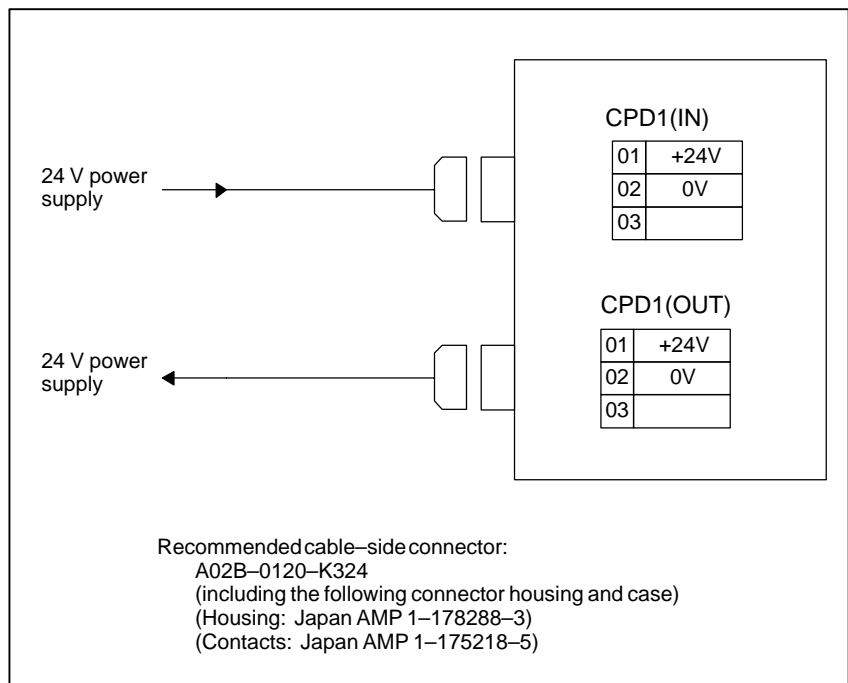 CPD1(IN)
01 +24V
02 0V
03
24 V power
supply
CPD1(OUT)
01 +24V
02 0V
03
24 V power
supply
Recommended cable–side connector:
A02B–0120–K324
(including the following connector housing and case)
(Housing: Japan AMP 1–178288–3)
(Contacts: Japan AMP 1–175218–5)